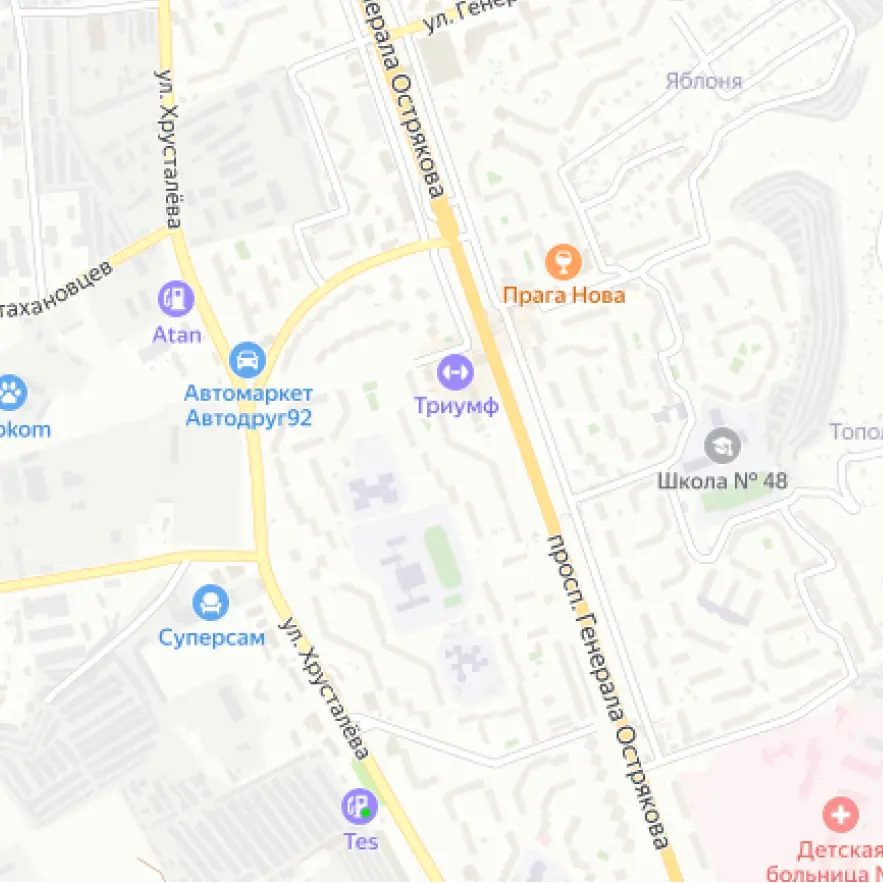 ул. Генер
ерала Острякова
Яблоня
ул. Хрусталёва
тахановцев
Прага Нова
Atan
Автомаркет
Автодруг92
Триумф
okom
Топол
Школа № 48
просп. Генерала Острякова
Суперсам
ул. Хрусталёва
Tes
Детская
больница №